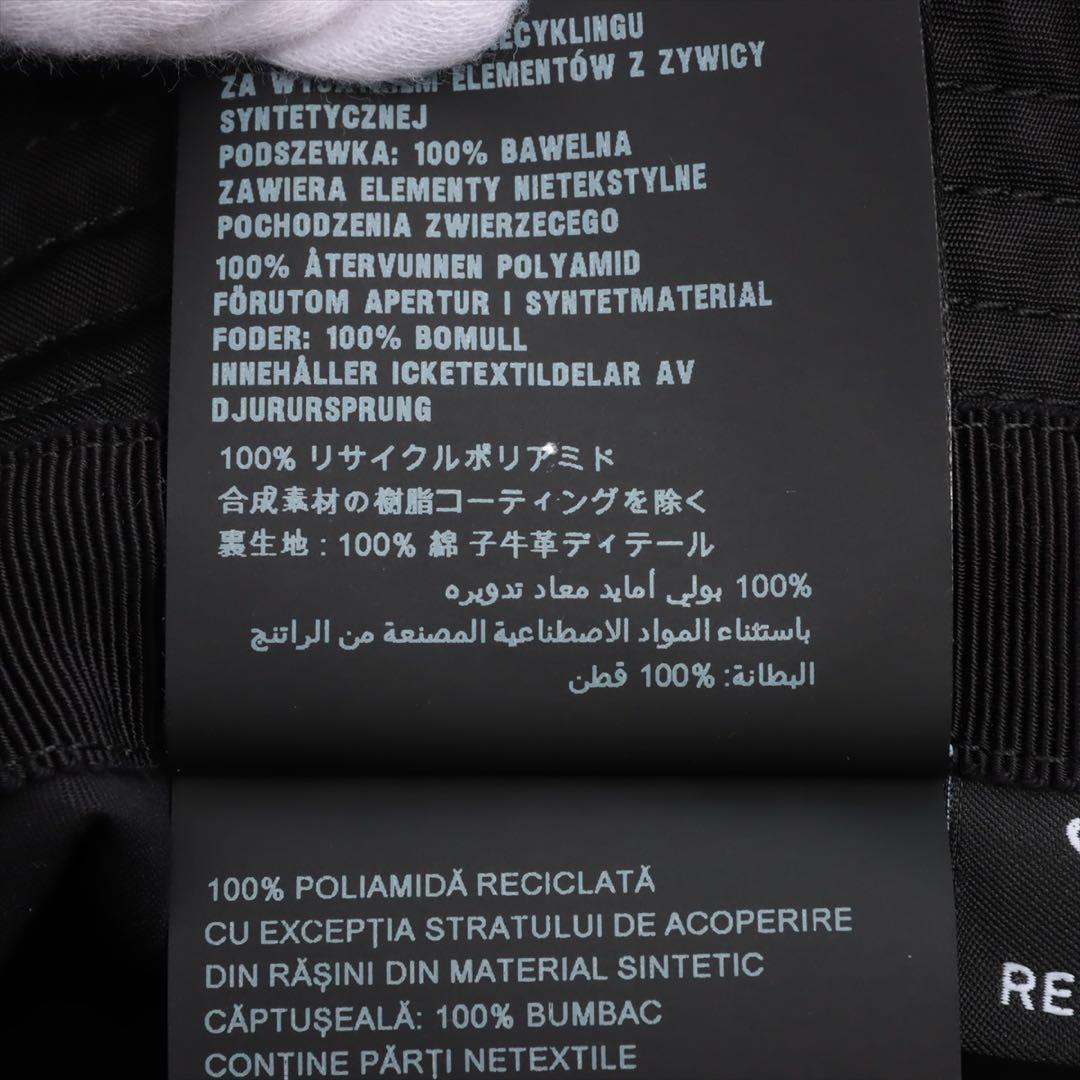 ECYKLINGU
ZA ELEMENTÓW Z ZYWICY
SYNTETYCZNEJ
PODSZEWKA: 100% BAWELNA
ZAWIERA ELEMENTY NIETEKSTYLNE
POCHODZENIA ZWIERZECEGO
100% ÅTERVUNNEN POLYAMID
FÖRUTOM APERTUR I SYNTETMATERIAL
FODER: 100% BOMULL
INNEHÅLLER ICKETEXTILDELAR AV
DJURURSPRUNG
100% リサイクルポリアミド
合成素材の樹脂コーティングを除く
裏生地 : 100% 綿 子牛革ディテール
100% بولي أمايد معاد تدويره
باستثناء المواد الاصطناعية المصنعة من الراتنج
البطانة: 100% قطن
100% POLIAMIDĂ RECICLATĂ
CU EXCEPȚIA STRATULUI DE ACOPERIRE
DIN RĂȘINI DIN MATERIAL SINTETIC
CĂPTUȘEALĂ: 100% BUMBAC
CONȚINE PĂRȚI NETEXTILE
RE